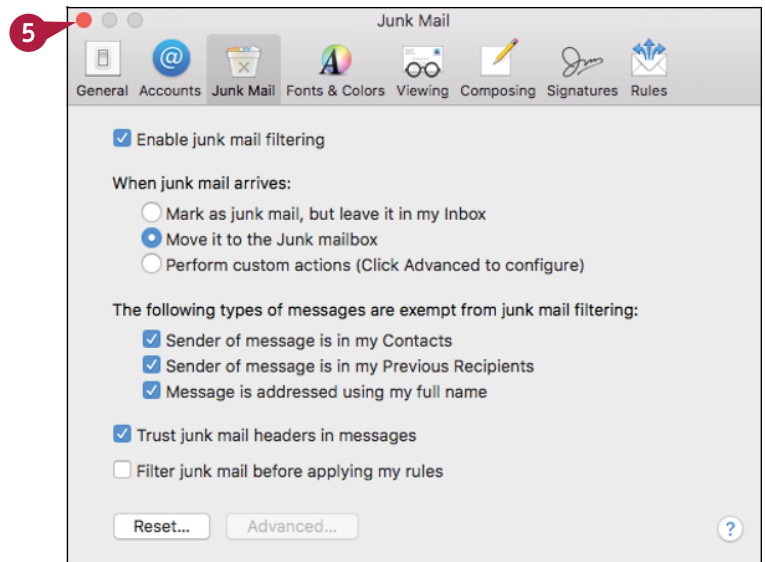 5
Junk Mail
General Accounts Junk Mail Fonts & Colors Viewing Composing Signatures Rules
Enable junk mail filtering
When junk mail arrives:
Mark as junk mail, but leave it in my Inbox
Move it to the Junk mailbox
Perform custom actions (Click Advanced to configure)
The following types of messages are exempt from junk mail filtering:
Sender of message is in my Contacts
Sender of message is in my Previous Recipients
Message is addressed using my full name
Trust junk mail headers in messages
Filter junk mail before applying my rules
Reset... Advanced... ?